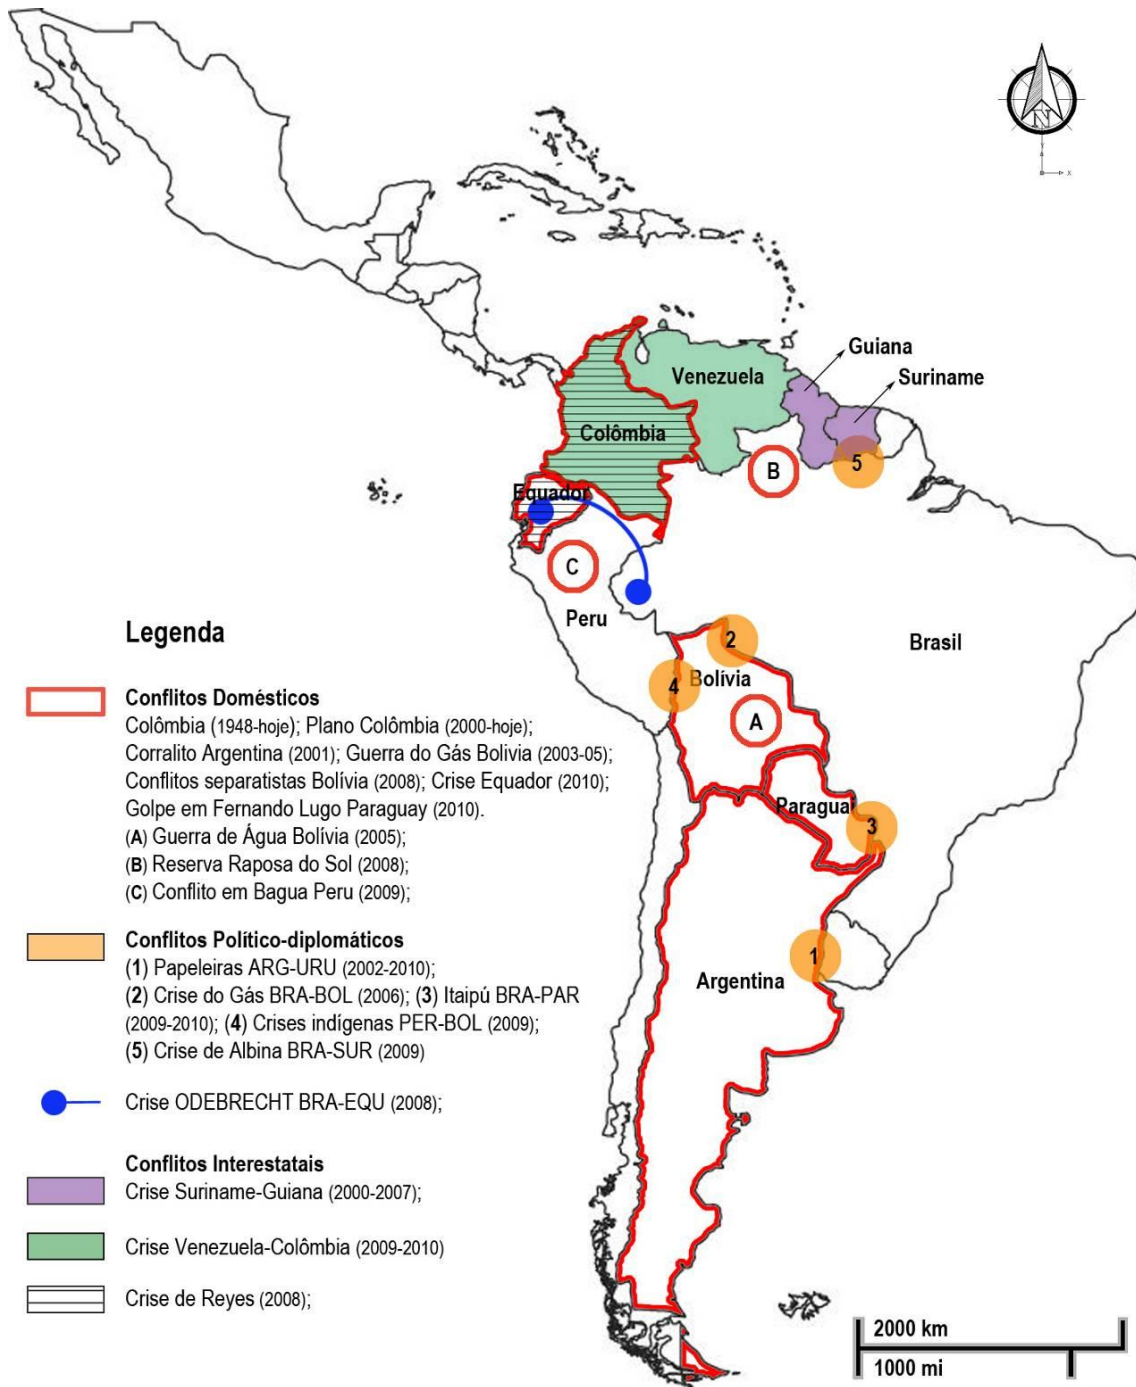 N
Y
X
Guiana
Suriname
Venezuela
Colômbia
Equador
B
5
C
Peru
Brasil
2
4
Bolívia
A
Paraguai
3
1
Argentina
Legenda
Conflitos Domésticos
Colômbia (1948-hoje); Plano Colômbia (2000-hoje);
Corralito Argentina (2001); Guerra do Gás Bolivia (2003-05);
Conflitos separatistas Bolívia (2008); Crise Equador (2010);
Golpe em Fernando Lugo Paraguay (2010).
(A) Guerra de Água Bolívia (2005);
(B) Reserva Raposa do Sol (2008);
(C) Conflito em Bagua Peru (2009);
Conflitos Político-diplomáticos
(1) Papeleiras ARG-URU (2002-2010);
(2) Crise do Gás BRA-BOL (2006); (3) Itaipú BRA-PAR
(2009-2010); (4) Crises indígenas PER-BOL (2009);
(5) Crise de Albina BRA-SUR (2009)
Crise ODEBRECHT BRA-EQU (2008);
Conflitos Interestatais
Crise Suriname-Guiana (2000-2007);
Crise Venezuela-Colômbia (2009-2010)
Crise de Reyes (2008);
2000 km
1000 mi